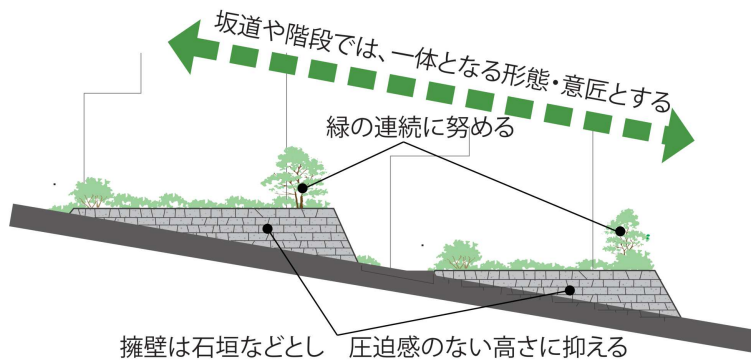 坂道や階段では、一体となる形態・意匠とする
緑の連続に努める
擁壁は石垣などとし　圧迫感のない高さに抑える